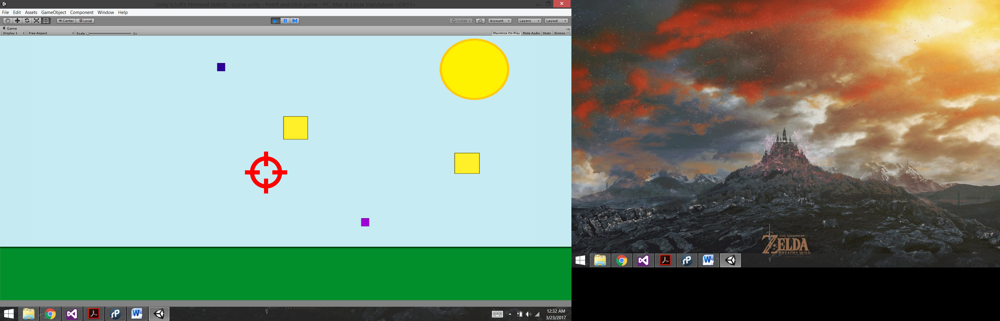 Unity 5.5.0f3 Personal (64bit) - scene.unity - Point and click game - PC, Mac & Linux Standalone <DX11>
File Edit Assets GameObject Component Window Help
Center Local Collab Account Layers Layout
Game
Display 1 Free Aspect Scale 1x Maximize On Play Mute Audio Stats Gizmos
THE LEGEND OF
ZELDA
BREATH OF THE WILD
12:32 AM
3/23/2017